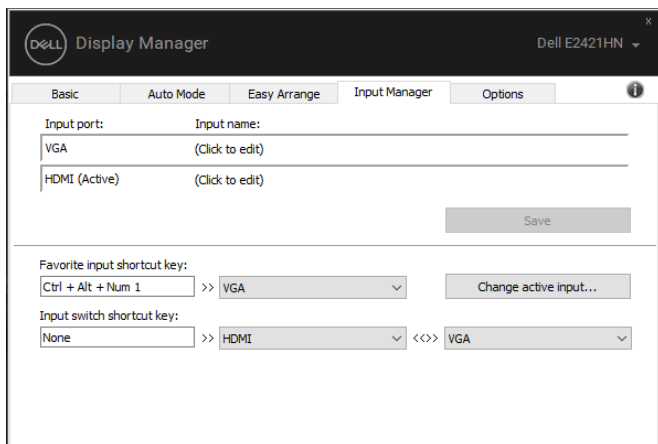 x
DELL Display Manager Dell E2421HN
Basic Auto Mode Easy Arrange Input Manager Options i
Input port: Input name:
VGA (Click to edit)
HDMI (Active) (Click to edit)
Save
Favorite input shortcut key:
Ctrl + Alt + Num 1 >> VGA Change active input...
Input switch shortcut key:
None >> HDMI <<>> VGA